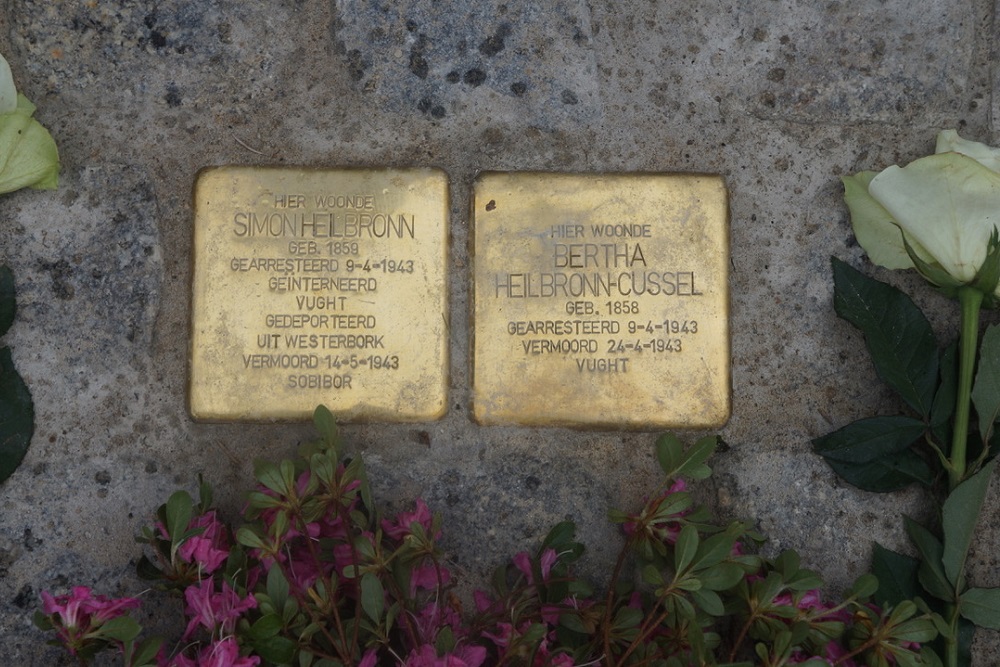 HIER WOONDE
SIMON HEILBRONN
GEB. 1859
GEARRESTEERD 9-4-1943
GEÏNTERNEERD
VUGHT
GEDEPORTEERD
UIT WESTERBORK
VERMOORD 14-5-1943
SOBIBOR
HIER WOONDE
BERTHA
HEILBRONN-CUSSEL
GEB. 1858
GEARRESTEERD 9-4-1943
VERMOORD 24-4-1943
VUGHT